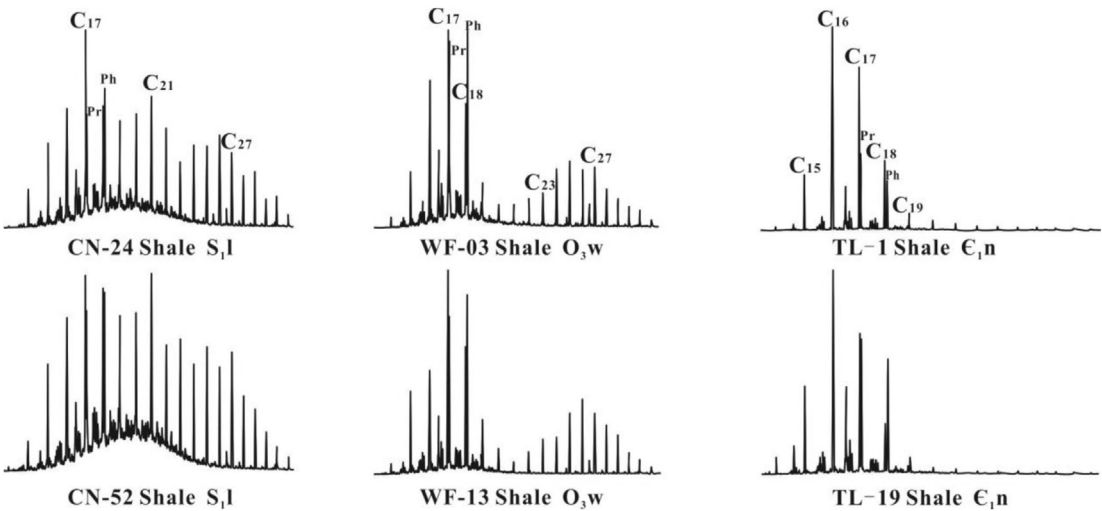 C₁₇
Ph
Pr
C₂₁
C₂₇
CN-24 Shale S₁l
C₁₇
Ph
Pr
C₁₈
C₂₃
C₂₇
WF-03 Shale O₃w
C₁₆
C₁₇
Pr
C₁₅
C₁₈
Ph
C₁₉
TL-1 Shale Є₁n
CN-52 Shale S₁l
WF-13 Shale O₃w
TL-19 Shale Є₁n